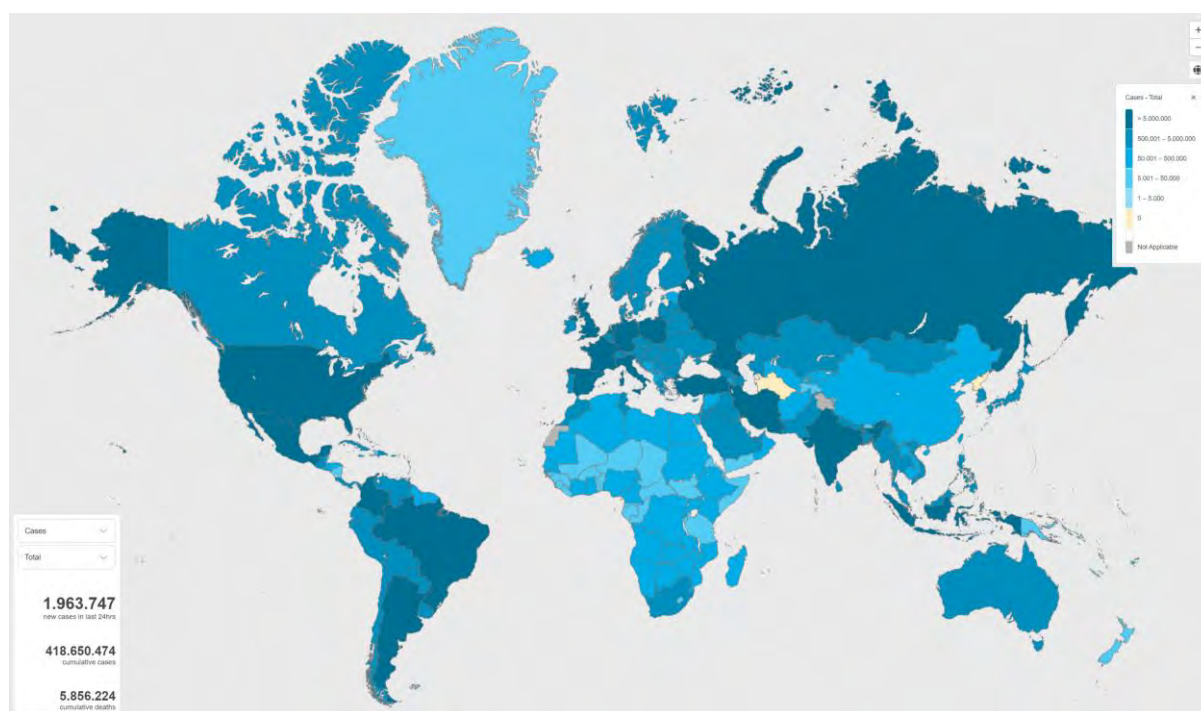 +
−
Cases - Total ×
> 5.000.000
500.001 – 5.000.000
50.001 – 500.000
5.001 – 50.000
1 – 5.000
0
Not Applicable
Cases
Total
1.963.747
new cases in last 24hrs
418.650.474
cumulative cases
5.856.224
cumulative deaths